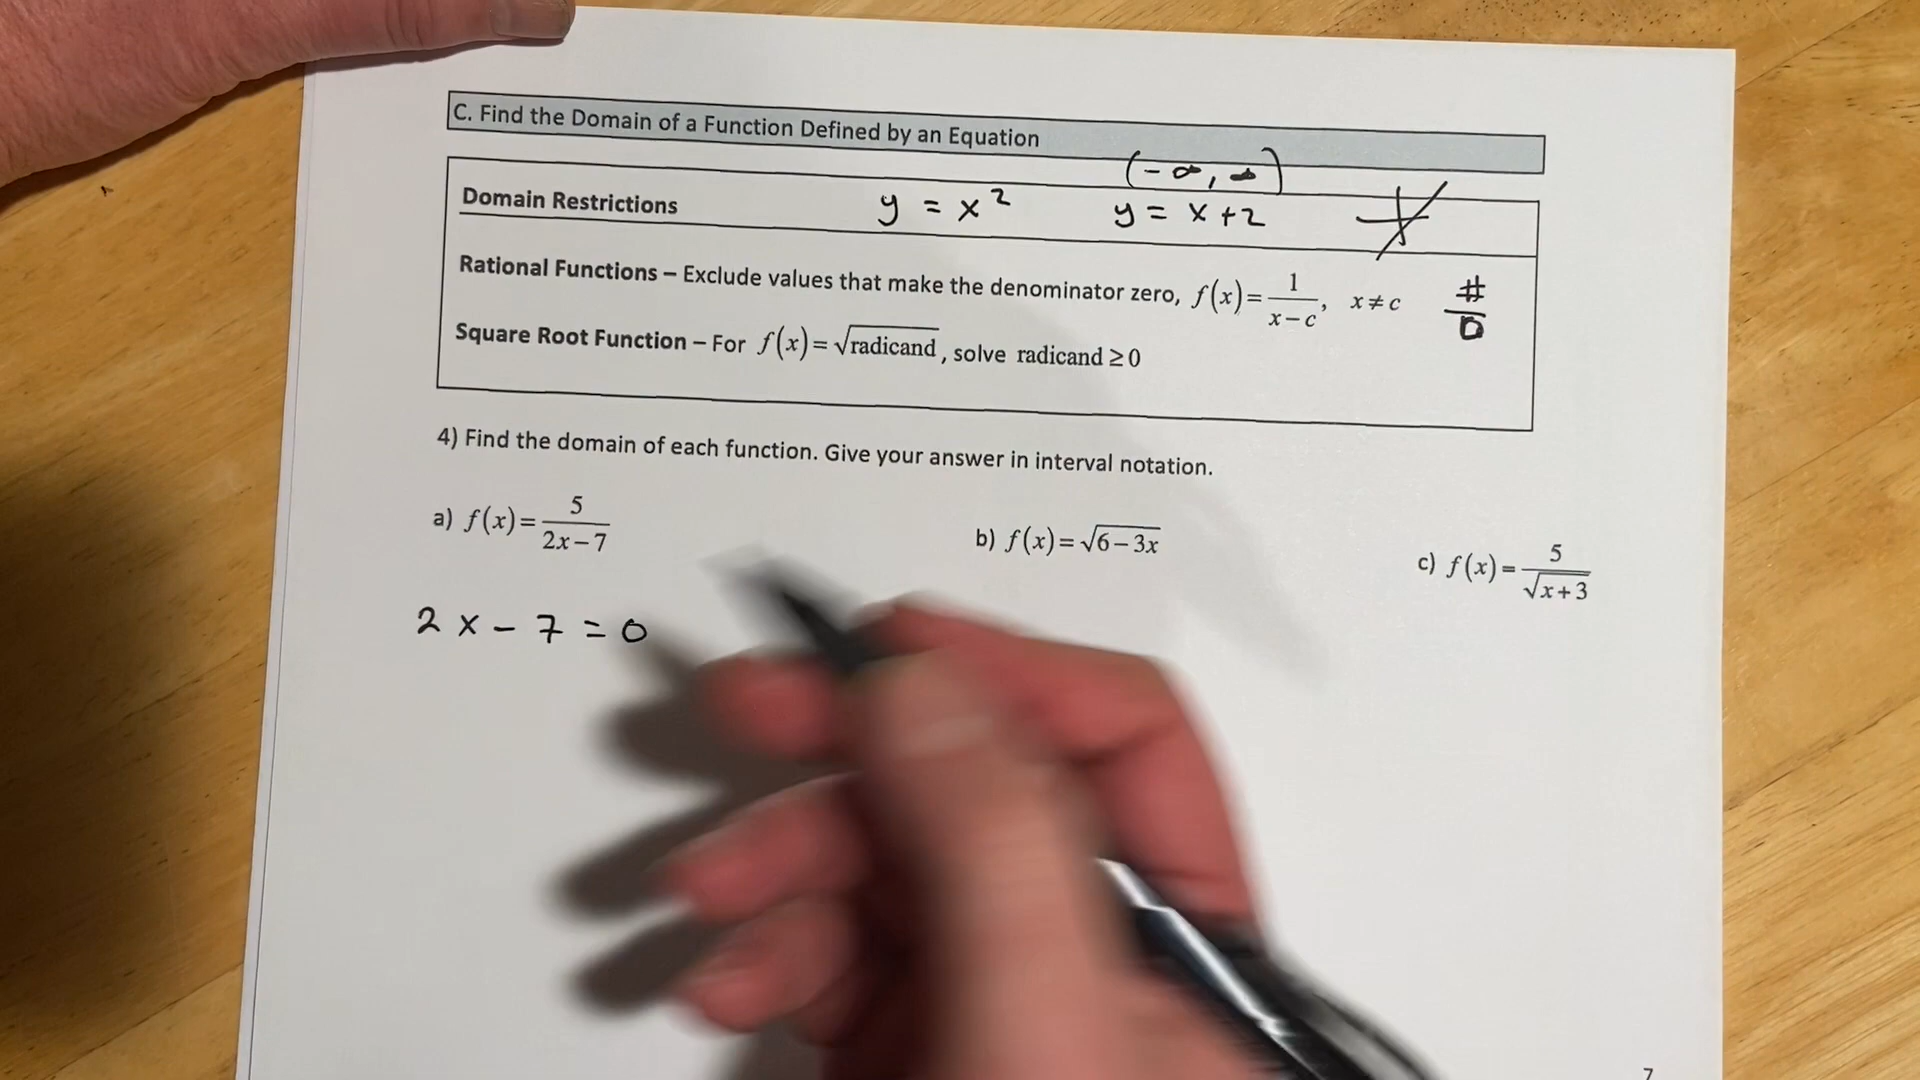 C. Find the Domain of a Function Defined by an Equation
(-∞, ∞)
Domain Restrictions y = x² y = x+2
Rational Functions – Exclude values that make the denominator zero, f(x)=1/(x−c), x≠c #/0
Square Root Function – For f(x)=√radicand, solve radicand ≥ 0
4) Find the domain of each function. Give your answer in interval notation.
a) f(x)=5/(2x−7) b) f(x)=√(6−3x) c) f(x)=5/√(x+3)
2x − 7 = 0
7